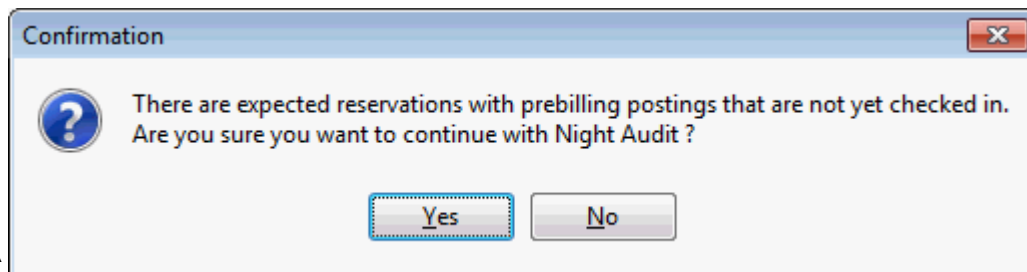 Confirmation
There are expected reservations with prebilling postings that are not yet checked in.
Are you sure you want to continue with Night Audit ?
Yes
No